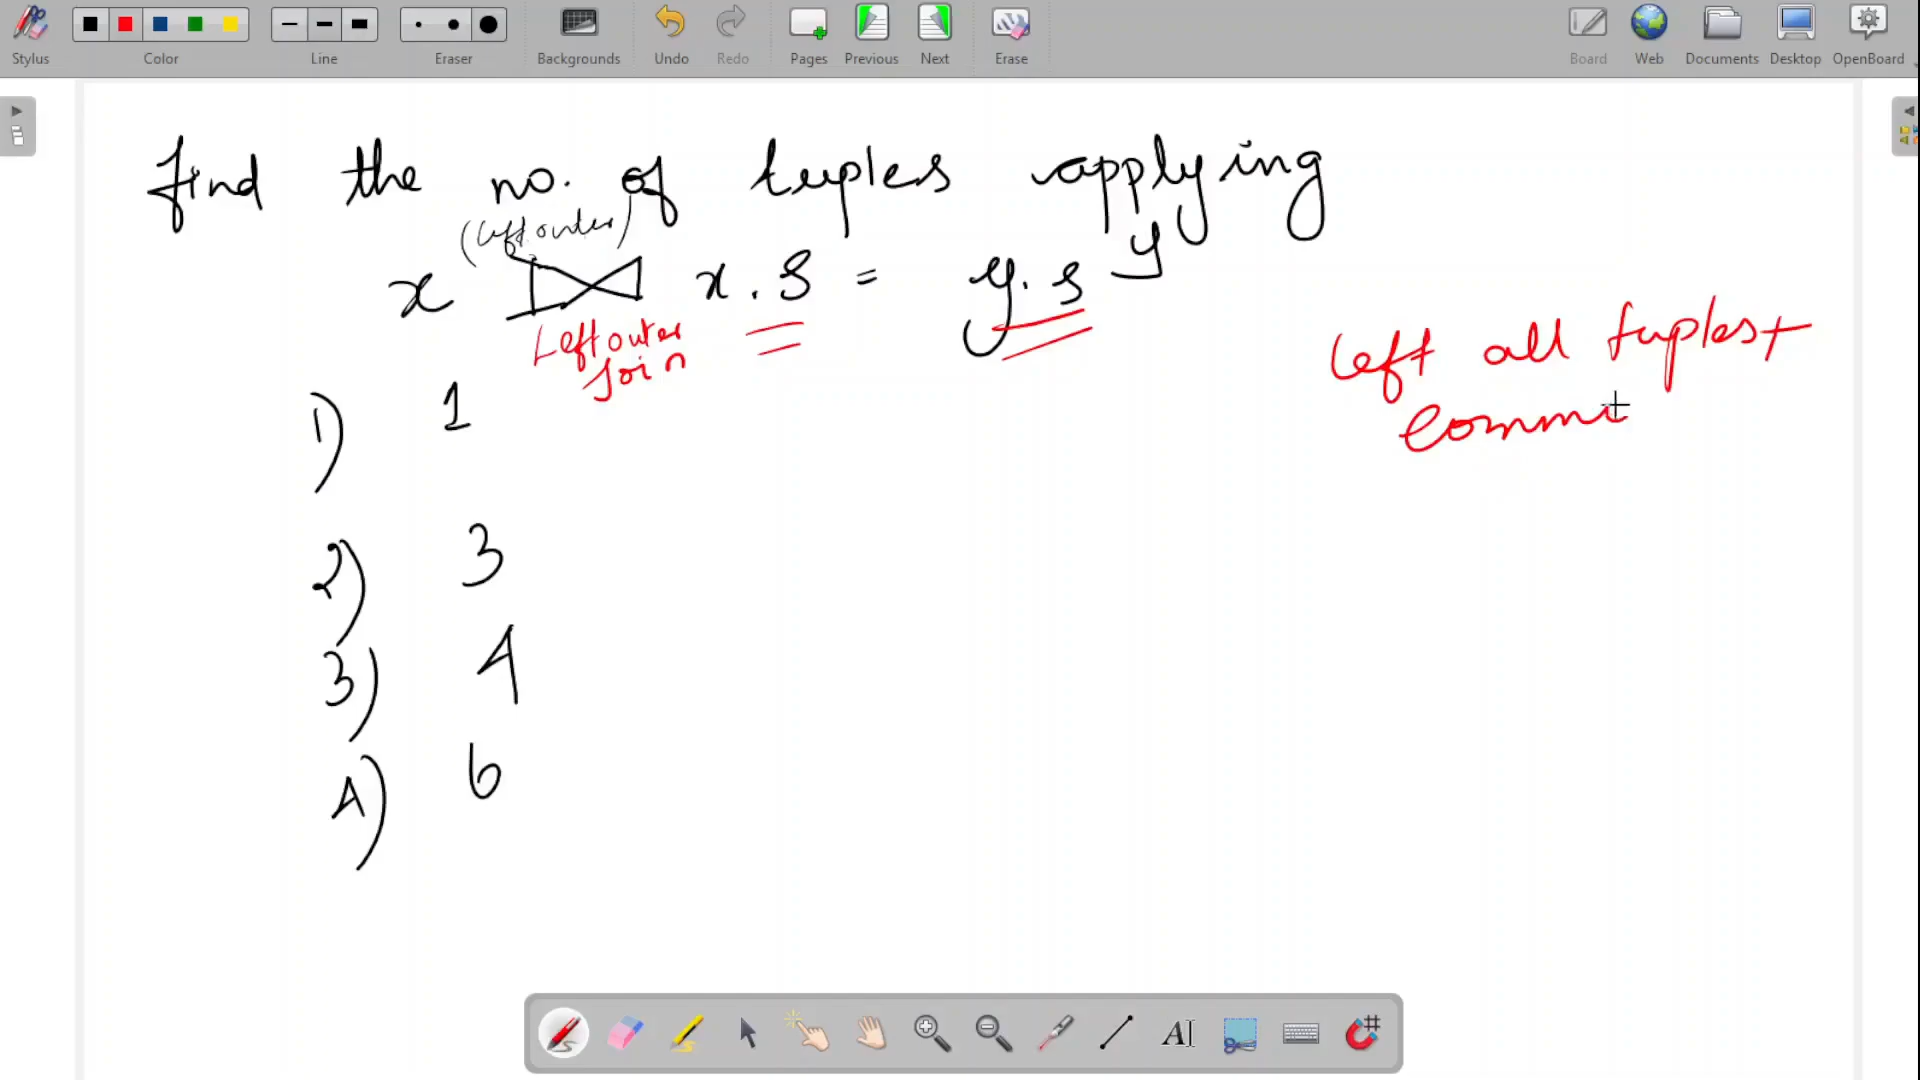 Stylus Color Line Eraser Backgrounds Undo Redo Pages Previous Next Erase Board Web Documents Desktop OpenBoard
find the no. of tuples applying
(left outer)
x ⟕ x.S = y.s y
Left outer
Join
left all tuples +
commi
1) 1
2) 3
3) 4
4) 6